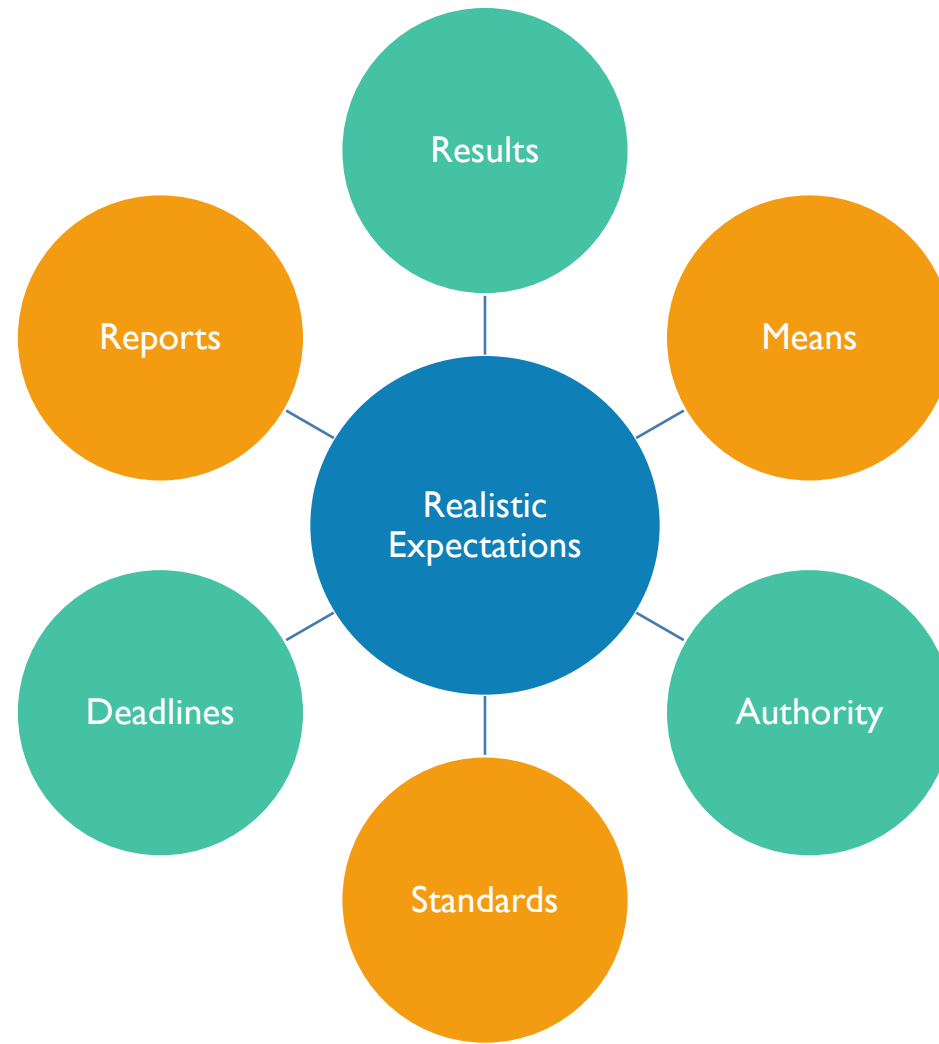 Results
Reports
Means
Realistic
Expectations
Deadlines
Authority
Standards